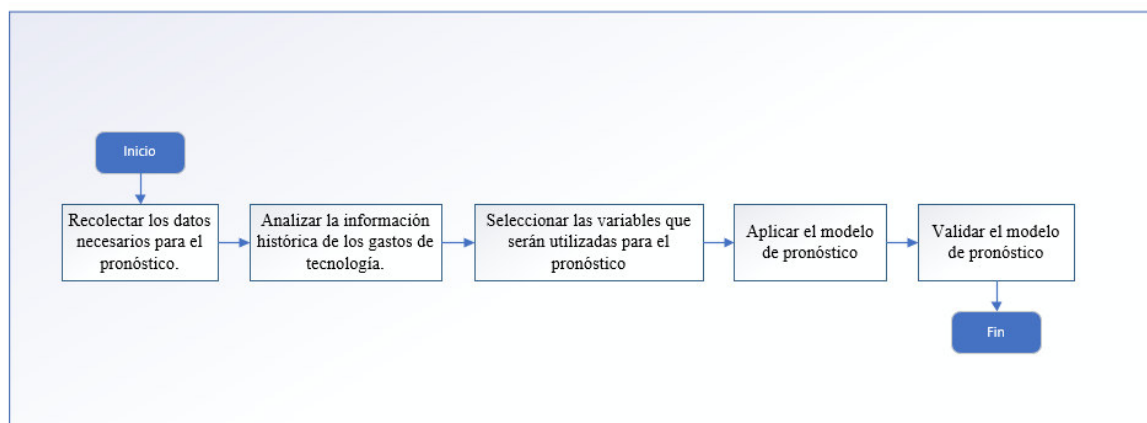 Inicio
Recolectar los datos
necesarios para el
pronóstico.
Analizar la información
histórica de los gastos de
tecnología.
Seleccionar las variables que
serán utilizadas para el
pronóstico
Aplicar el modelo
de pronóstico
Validar el modelo
de pronóstico
Fin